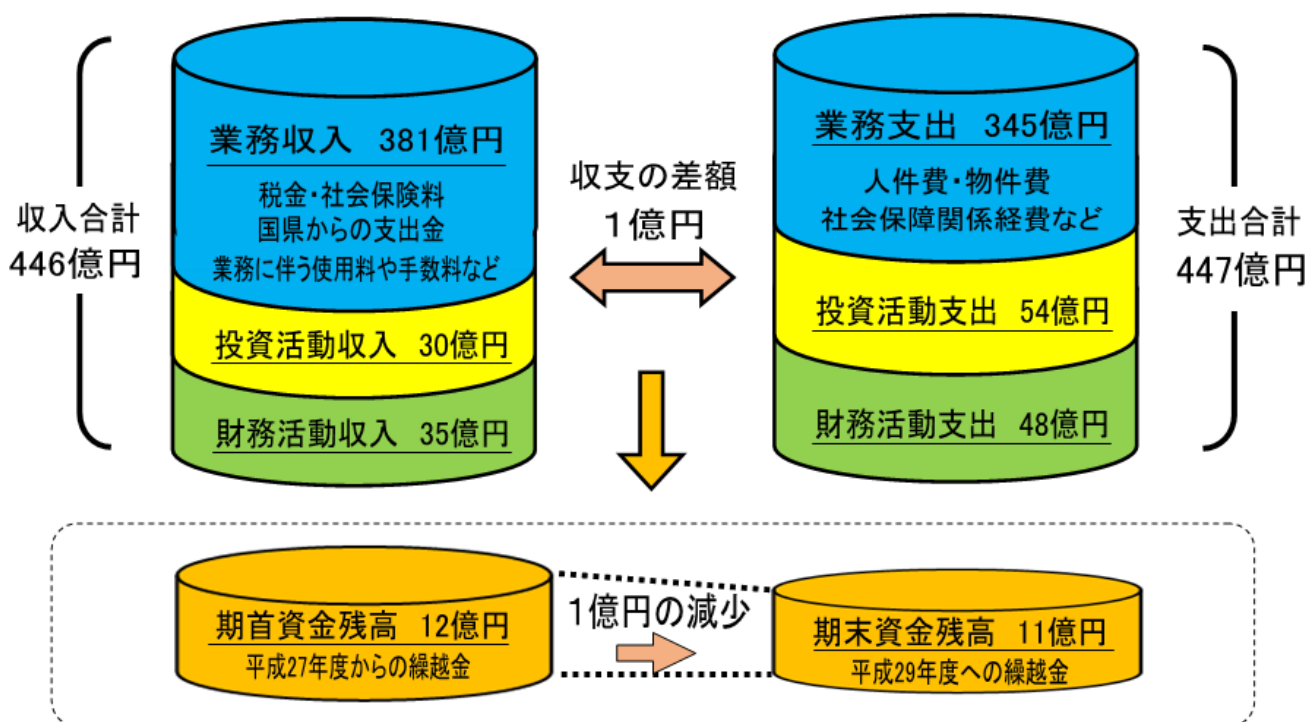 収入合計
446億円
業務収入 381億円
税金・社会保険料
国県からの支出金
業務に伴う使用料や手数料など
投資活動収入 30億円
財務活動収入 35億円
収支の差額
1億円
業務支出 345億円
人件費・物件費
社会保障関係経費など
投資活動支出 54億円
財務活動支出 48億円
支出合計
447億円
期首資金残高 12億円
平成27年度からの繰越金
1億円の減少
期末資金残高 11億円
平成29年度への繰越金